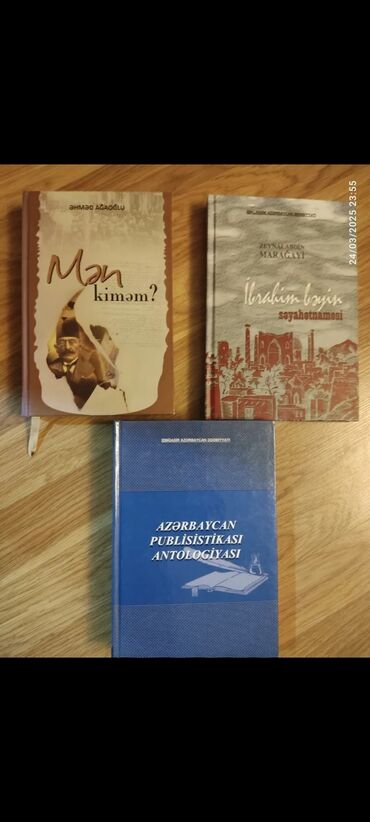 ƏHMƏD AĞAOĞLU
Mən
kiməm?
ZEYNALABDİN
MARAĞAYİ
İbrahim bəyin
səyahətnaməsi
AZƏRBAYCAN
PUBLİSİSTİKASI
ANTOLOGİYASI
24/03/2025 23:55